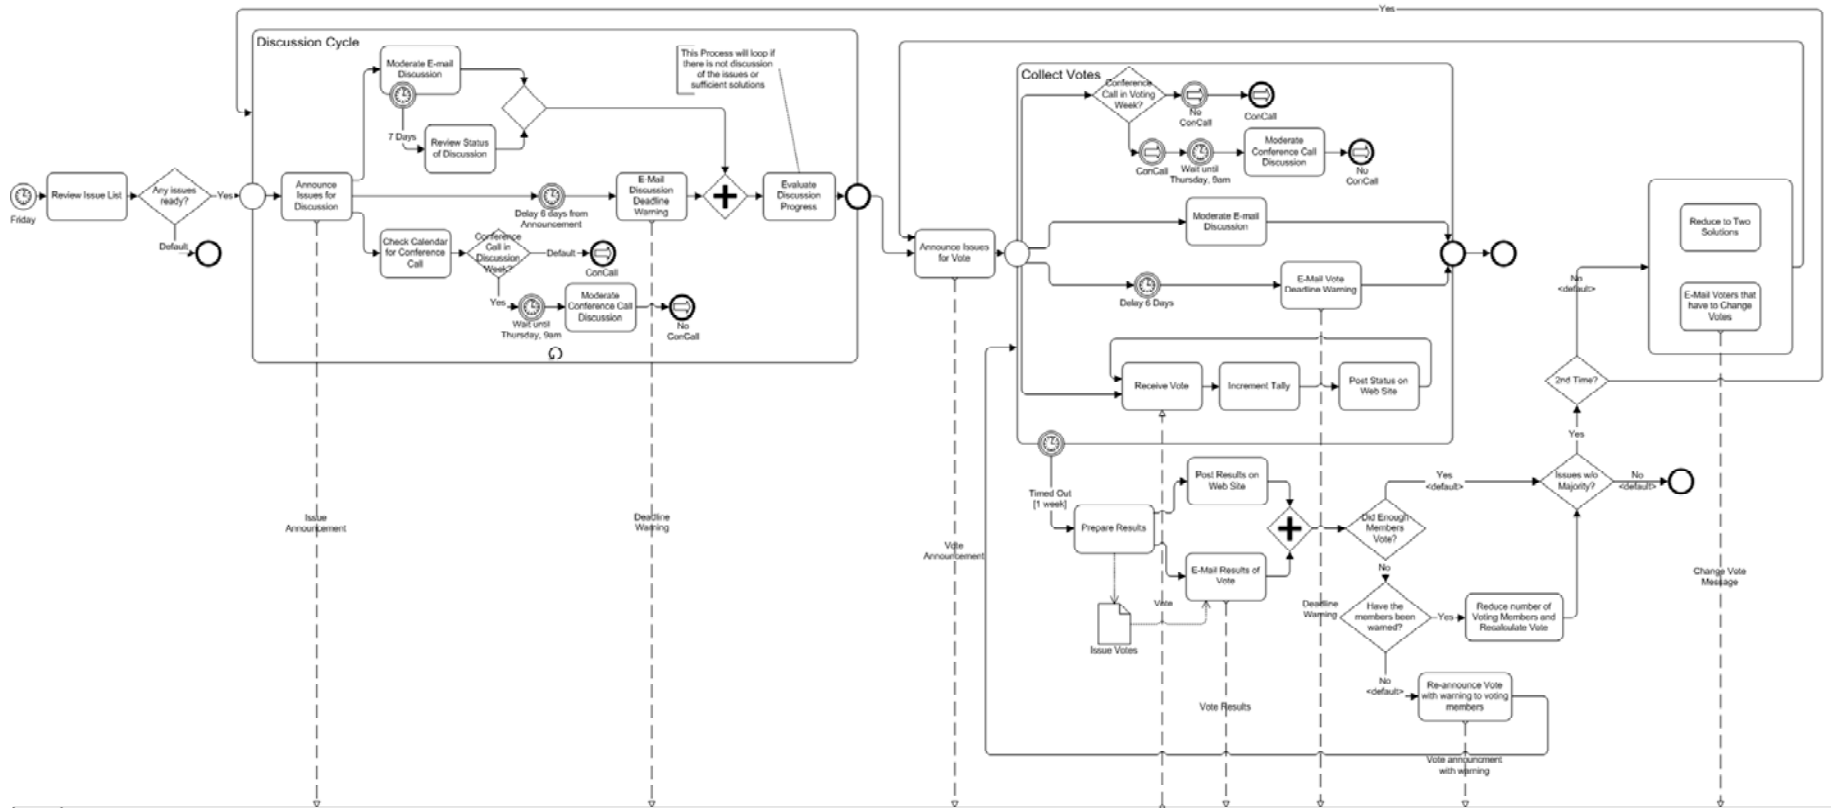 Yes
Discussion Cycle
Moderate E-mail
Discussion
This Process will loop if
there is not discussion
of the issues or
sufficient solutions
7 Days
Review Status
of Discussion
Friday
Review Issue List
Any issues
ready?
Yes
Default
Announce
Issues for
Discussion
Delay 6 days from
Announcement
E-Mail
Discussion
Deadline
Warning
Evaluate
Discussion
Progress
Check Calendar
for Conference
Call
Conference
Call in
Discussion
Week?
Default
ConCall
Yes
Wait until
Thursday, 9am
Moderate
Conference Call
Discussion
No
ConCall
Issue
Announcement
Deadline
Warning
Announce Issues
for Vote
Vote
Announcement
Collect Votes
Conference
Call in Voting
Week?
No
ConCall
ConCall
ConCall
Wait until
Thursday, 9am
Moderate
Conference Call
Discussion
No
ConCall
Moderate E-mail
Discussion
Delay 6 Days
E-Mail Vote
Deadline Warning
Receive Vote
Increment Tally
Post Status on
Web Site
Timed Out
[1 week]
Prepare Results
Post Results on
Web Site
E-Mail Results of
Vote
Issue Votes
Vote
Vote Results
Deadline
Warning
Did Enough
Members
Vote?
Yes
<default>
No
Have the
members been
warned?
Yes
Reduce number of
Voting Members and
Recalculate Vote
No
<default>
Re-announce Vote
with warning to voting
members
Vote announcment
with warning
Issues w/o
Majority?
No
<default>
Yes
2nd Time?
No
<default>
Reduce to Two
Solutions
E-Mail Voters that
have to Change
Votes
Change Vote
Message